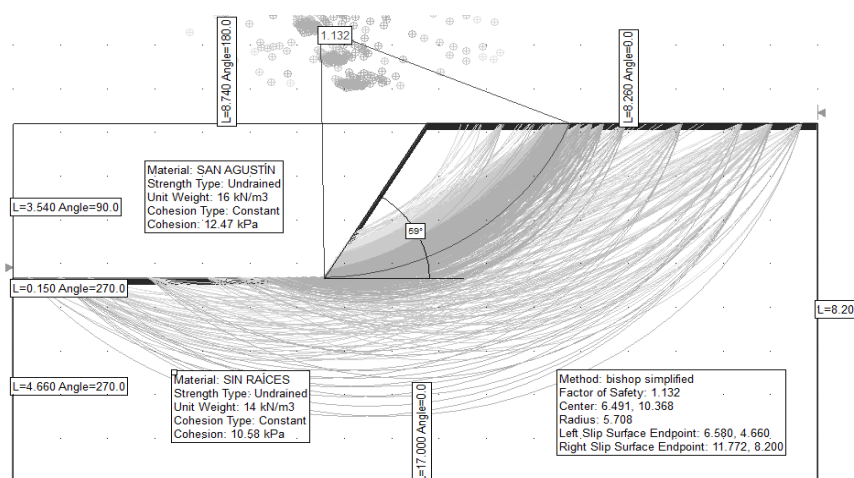 1.132
L=8.740 Angle=180.0
L=8.260 Angle=0.0
Material: SAN AGUSTÍN
Strength Type: Undrained
Unit Weight: 16 kN/m3
Cohesion Type: Constant
Cohesion: 12.47 kPa
L=3.540 Angle=90.0
59°
L=0.150 Angle=270.0
L=8.20
L=4.660 Angle=270.0
Material: SIN RAÍCES
Strength Type: Undrained
Unit Weight: 14 kN/m3
Cohesion Type: Constant
Cohesion: 10.58 kPa
L=17.000 Angle=0.0
Method: bishop simplified
Factor of Safety: 1.132
Center: 6.491, 10.368
Radius: 5.708
Left Slip Surface Endpoint: 6.580, 4.660
Right Slip Surface Endpoint: 11.772, 8.200